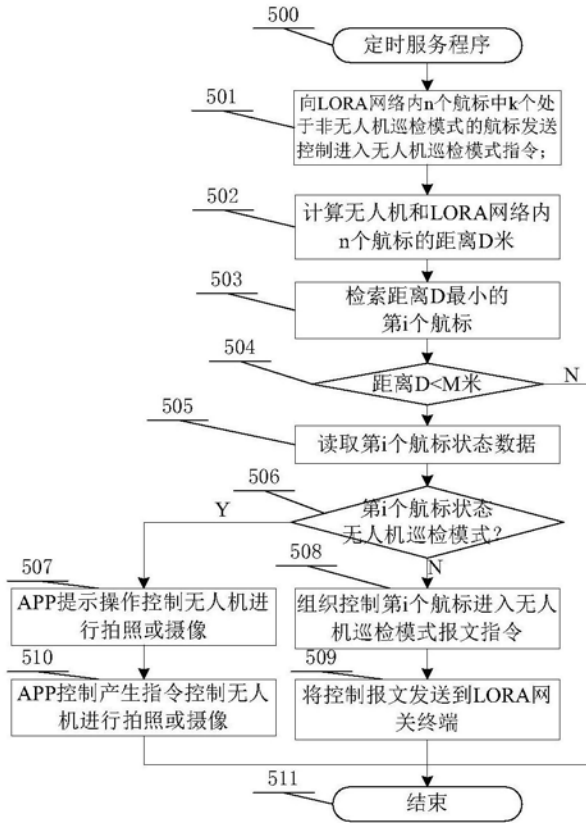 500
定时服务程序
501
向LORA网络内n个航标中k个处
于非无人机巡检模式的航标发送
控制进入无人机巡检模式指令;
502
计算无人机和LORA网络内
n个航标的距离D米
503
检索距离D最小的
第i个航标
504
距离D<M米
N
505
读取第i个航标状态数据
506
第i个航标状态
无人机巡检模式?
Y
N
507
APP提示操作控制无人机进
行拍照或摄像
508
组织控制第i个航标进入无人
机巡检模式报文指令
510
APP控制产生指令控制无人
机进行拍照或摄像
509
将控制报文发送到LORA网
关终端
511
结束